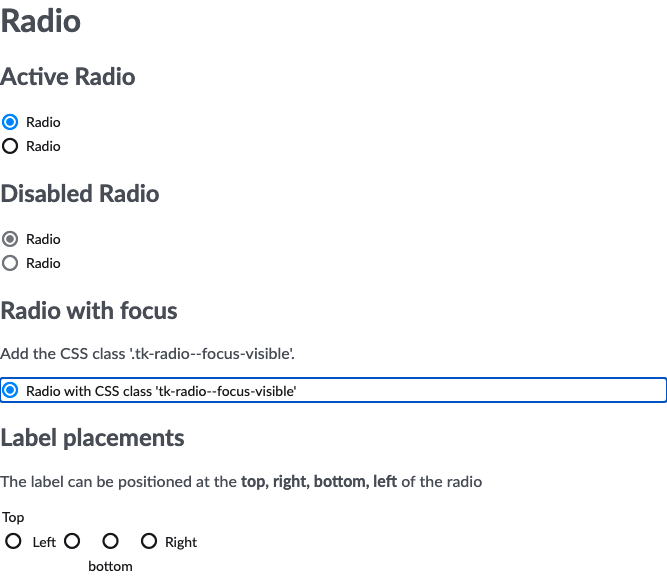 Radio
Active Radio
Radio
Radio
Disabled Radio
Radio
Radio
Radio with focus
Add the CSS class '.tk-radio--focus-visible'.
Radio with CSS class 'tk-radio--focus-visible'
Label placements
The label can be positioned at the top, right, bottom, left of the radio
Top
Left Right
bottom